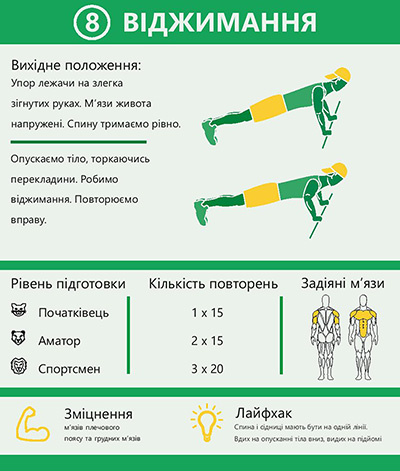 8 ВІДЖИМАННЯ
Вихідне положення:
Упор лежачи на злегка
зігнутих руках. М'язи живота
напружені. Спину тримаємо рівно.
Опускаємо тіло, торкаючись
перекладини. Робимо
віджимання. Повторюємо
вправу.
Рівень підготовки Кількість повторень Задіяні м'язи
Початківець 1 x 15
Аматор 2 x 15
Спортсмен 3 x 20
Зміцнення
м'язів плечового
поясу та грудних м'язів
Лайфхак
Спина і сідниці мають бути на одній лінії.
Вдих на опусканні тіла вниз, видих на підйомі